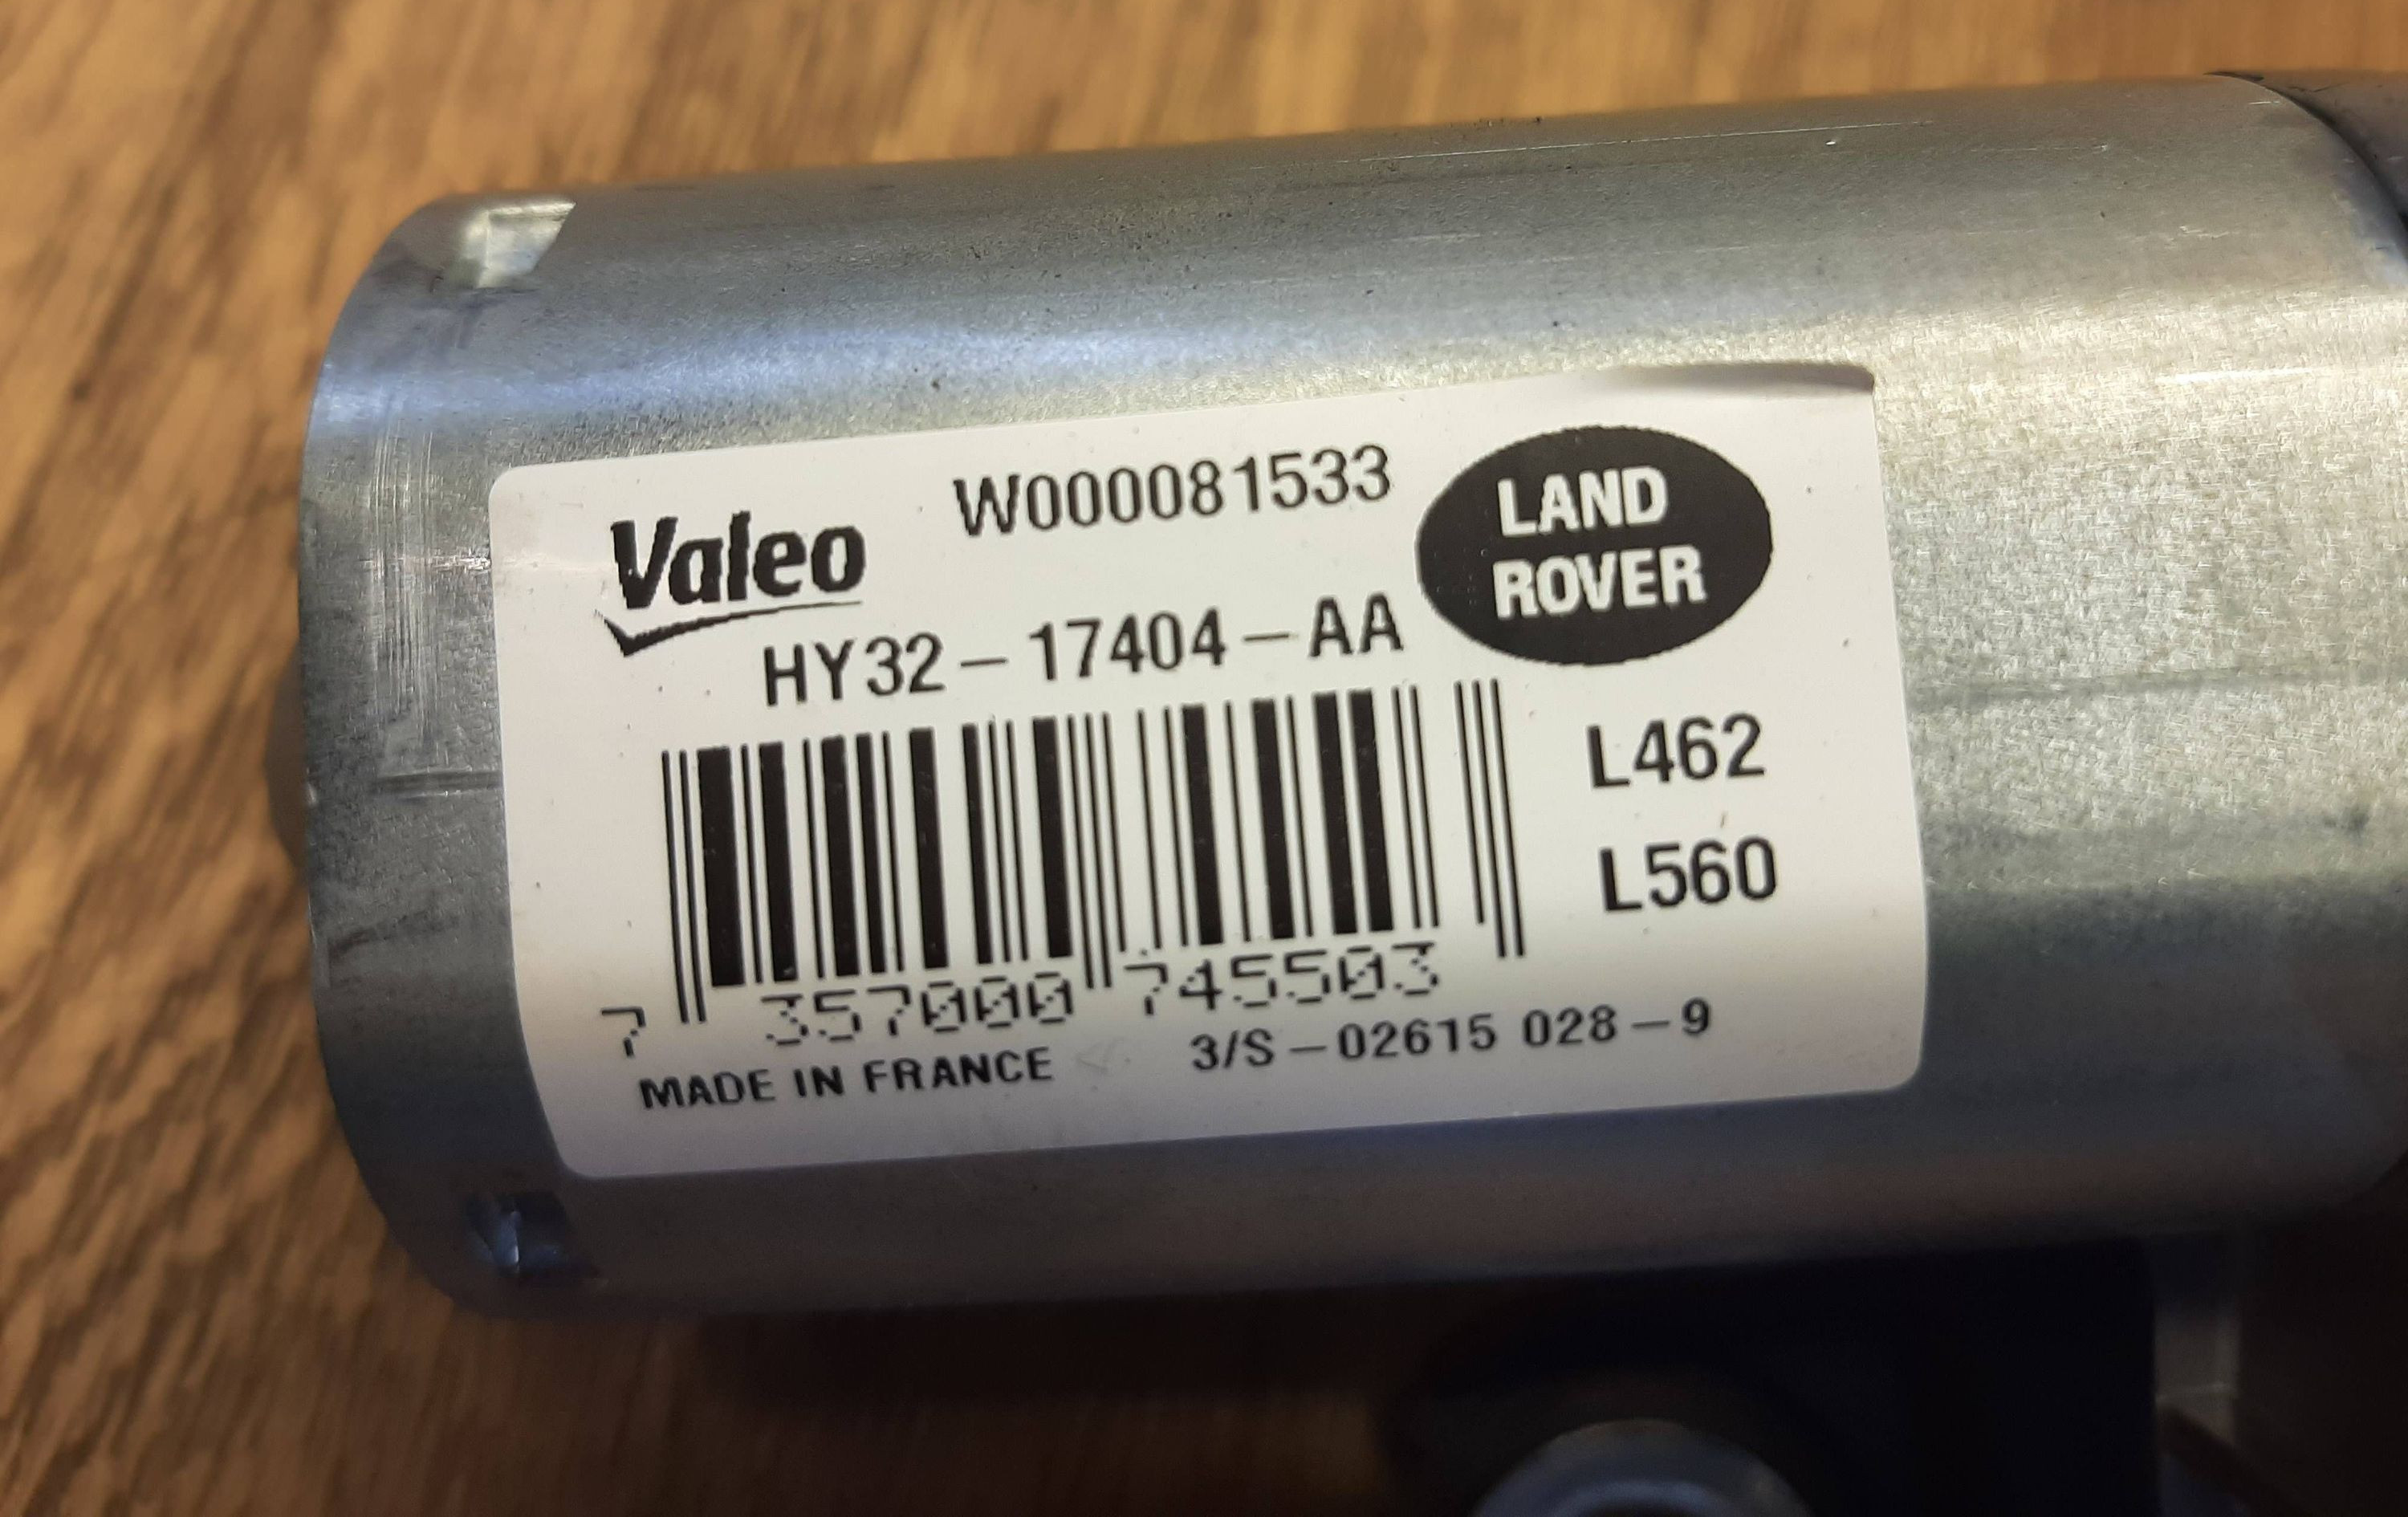 Valeo
W000081533
LAND
ROVER
HY32-17404-AA
L462
L560
7 357000 745503
MADE IN FRANCE 3/S-02615 028-9